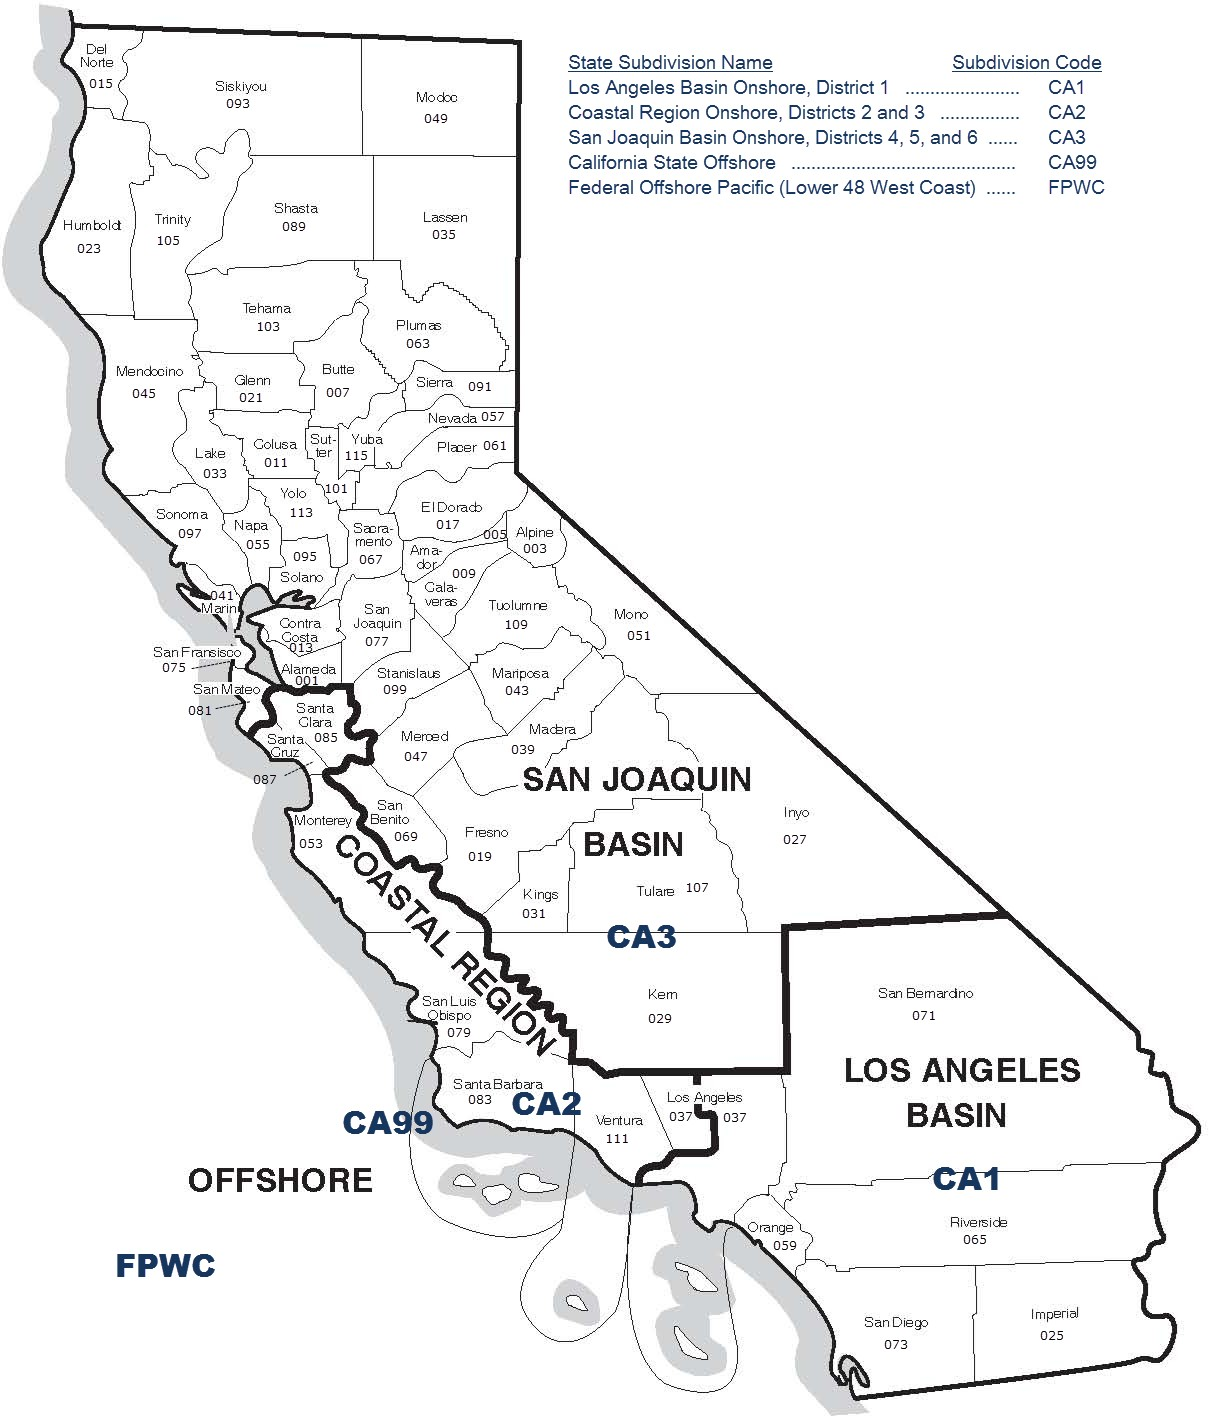 State Subdivision Name Subdivision Code
Los Angeles Basin Onshore, District 1 ....................... CA1
Coastal Region Onshore, Districts 2 and 3 ................ CA2
San Joaquin Basin Onshore, Districts 4, 5, and 6 ...... CA3
California State Offshore ............................................. CA99
Federal Offshore Pacific (Lower 48 West Coast) ...... FPWC
Del
Norte
015
Siskiyou
093
Modoc
049
Humboldt
023
Trinity
105
Shasta
089
Lassen
035
Tehama
103
Plumas
063
Mendocino
045
Glenn
021
Butte
007
Sierra 091
Nevada 057
Placer 061
Lake
033
Colusa
011
Sut-
ter
101
Yuba
115
Yolo
113
El Dorado
017
Sonoma
097
Napa
055
Sacra-
mento
067
005
Ama-
dor
Alpine
003
095
Solano
009
Cala-
veras
041
Marin
Contra
Costa
013
San
Joaquin
077
Tuolumne
109
Mono
051
San Fransisco
075
Alameda
001
Stanislaus
099
Mariposa
043
San Mateo
081
Santa
Clara
085
Merced
047
Madera
039
Santa
Cruz
087
SAN JOAQUIN
BASIN
Monterey
053
San
Benito
069
Fresno
019
Inyo
027
Kings
031
Tulare 107
COASTAL REGION
CA3
Kern
029
San Bernardino
071
San Luis
Obispo
079
LOS ANGELES
BASIN
Santa Barbara
083
CA2
Ventura
111
Los Angeles
037 037
CA99
OFFSHORE
CA1
FPWC
Orange
059
Riverside
065
San Diego
073
Imperial
025